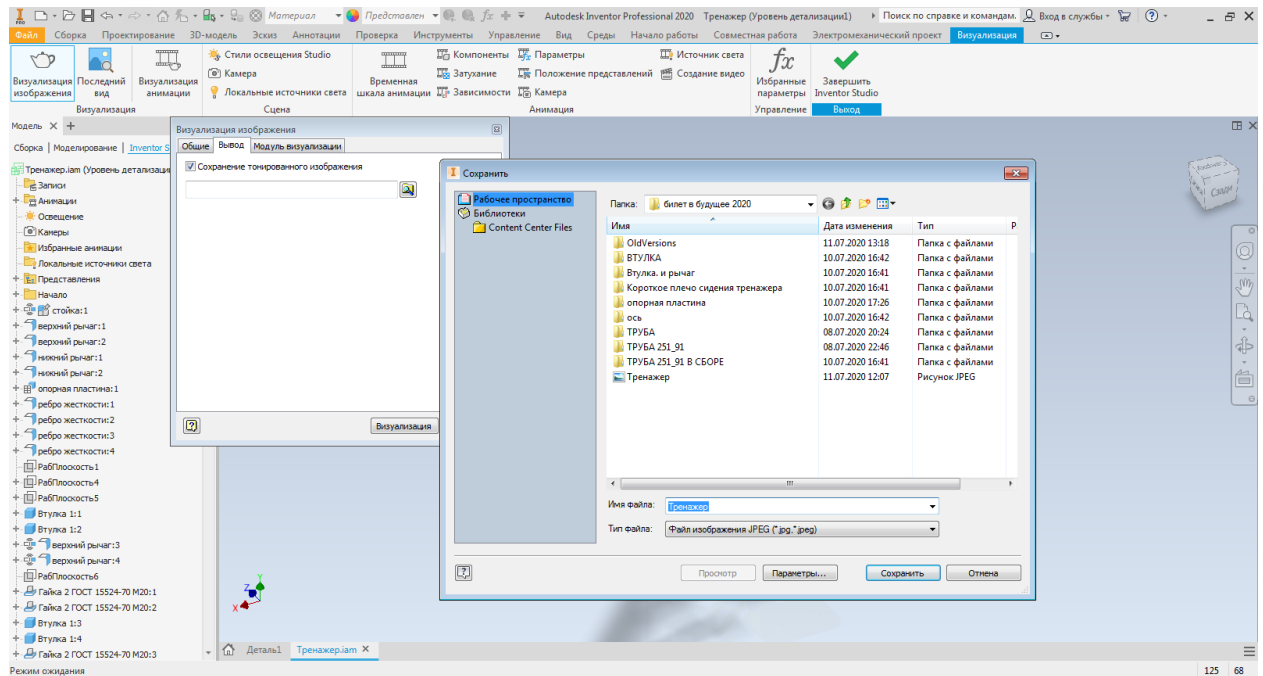 PRO
Материал
Представлен
Autodesk Inventor Professional 2020 Тренажер (Уровень детализации1)
Поиск по справке и командам.
Вход в службы
Файл Сборка Проектирование 3D-модель Эскиз Аннотации Проверка Инструменты Управление Вид Среды Начало работы Совместная работа Электромеханический проект Визуализация
Визуализация изображения
Последний вид
Визуализация анимации
Визуализация
Стили освещения Studio
Камера
Локальные источники света
Сцена
Временная шкала анимации
Компоненты
Затухание
Зависимости
Параметры
Положение представлений
Камера
Источник света
Создание видео
Анимация
fx
Избранные параметры
Управление
Завершить Inventor Studio
Выход
Модель × +
Сборка | Моделирование | Inventor S
Тренажер.iam (Уровень детализаци
Записи
Анимации
Освещение
Камеры
Избранные анимации
Локальные источники света
Представления
Начало
стойка:1
верхний рычаг:1
верхний рычаг:2
нижний рычаг:1
нижний рычаг:2
опорная пластина:1
ребро жесткости:1
ребро жесткости:2
ребро жесткости:3
ребро жесткости:4
РабПлоскость1
РабПлоскость4
РабПлоскость5
Втулка 1:1
Втулка 1:2
верхний рычаг:3
верхний рычаг:4
РабПлоскость6
Гайка 2 ГОСТ 15524-70 М20:1
Гайка 2 ГОСТ 15524-70 М20:2
Втулка 1:3
Втулка 1:4
Гайка 2 ГОСТ 15524-70 М20:3
Визуализация изображения
Общие Вывод Модуль визуализации
Сохранение тонированного изображения
Визуализация
Сохранить
Рабочее пространство
Библиотеки
Content Center Files
Папка: билет в будущее 2020
Имя Дата изменения Тип Р
OldVersions 11.07.2020 13:18 Папка с файлами
ВТУЛКА 10.07.2020 16:42 Папка с файлами
Втулка. и рычаг 10.07.2020 16:41 Папка с файлами
Короткое плечо сидения тренажера 10.07.2020 16:41 Папка с файлами
опорная пластина 10.07.2020 17:26 Папка с файлами
ось 10.07.2020 16:42 Папка с файлами
ТРУБА 08.07.2020 20:24 Папка с файлами
ТРУБА 251_91 08.07.2020 22:46 Папка с файлами
ТРУБА 251_91 В СБОРЕ 10.07.2020 16:41 Папка с файлами
Тренажер 11.07.2020 12:07 Рисунок JPEG
Имя файла: Тренажер
Тип файла: Файл изображения JPEG (*.jpg,*.jpeg)
Просмотр Параметры... Сохранить Отмена
Сзади
Z Y
X
Деталь1 Тренажер.iam ×
Режим ожидания
125 68